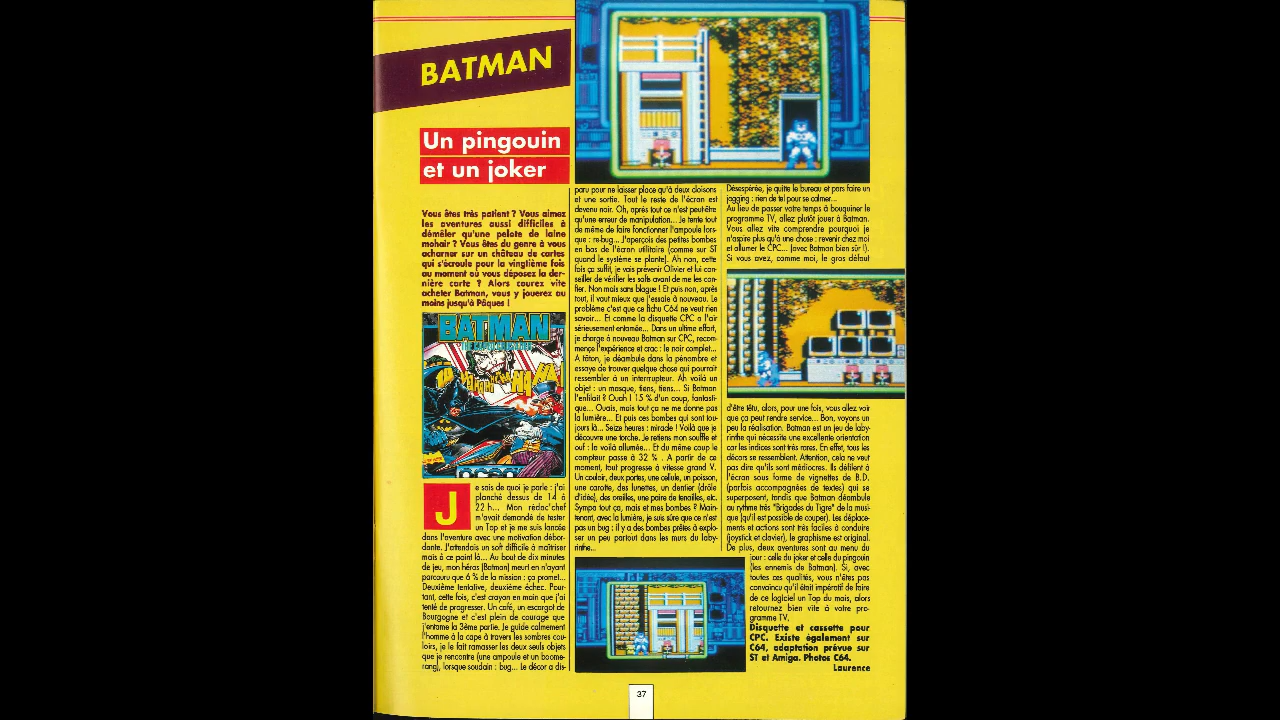 BATMAN
Un pingouin
et un joker
Vous êtes très patient ? Vous aimez
les aventures aussi difficiles à
démêler qu'une pelote de laine
mohair ? Vous êtes du genre à vous
acharner sur un château de cartes
qui s'écroule pour la vingtième fois
au moment où vous déposez la der-
nière carte ? Alors courez vite
acheter Batman, vous y jouerez au
moins jusqu'à Pâques !
BATMAN
THE CAPED CRUSADER
Je sais de quoi je parle : j'ai
planché dessus de 14 à
22 h... Mon rédac'chef
m'avait demandé de tester
un Top et je me suis lancée
dans l'aventure avec une motivation débor-
dante. J'attendais un soft difficile à maîtriser
mais à ce point là... Au bout de dix minutes
de jeu, mon héros (Batman) meurt en n'ayant
parcouru que 6 % de la mission : ça promet...
Deuxième tentative, deuxième échec. Pour-
tant, cette fois, c'est crayon en main que j'ai
tenté de progresser. Un café, un escargot de
Bourgogne et c'est plein de courage que
j'entame la 3ème partie. Je guide calmement
l'homme à la cape à travers les sombres cou-
loirs, je le fait ramasser les deux seuls objets
que je rencontre (une ampoule et un boome-
rang), lorsque soudain : bug... Le décor a dis-
paru pour ne laisser place qu'à deux cloisons
et une sortie. Tout le reste de l'écran est
devenu noir. Oh, après tout ce n'est peut-être
qu'une erreur de manipulation... Je tente tout
de même de faire fonctionner l'ampoule lors-
que : re-bug... J'aperçois des petites bombes
en bas de l'écran utilitaire (comme sur ST
quand le système se plante). Ah non, cette
fois ça suffit, je vais prévenir Olivier et lui con-
seiller de vérifier les softs avant de me les con-
fier. Non mais sans blague ! Et puis non, après
tout, il vaut mieux que j'essaie à nouveau. Le
problème c'est que ce fichu C64 ne veut rien
savoir... Et comme la disquette CPC a l'air
sérieusement entamée... Dans un ultime effort,
je charge à nouveau Batman sur CPC, recom-
mençe l'expérience et crac : le noir complet...
A tâton, je déambule dans la pénombre et
essaye de trouver quelque chose qui pourrait
ressembler à un interrupteur. Ah voilà un
objet : un masque, tiens, tiens... Si Batman
l'enfilait ? Ouah ! 15 % d'un coup, fantasti-
que... Ouais, mais tout ça ne me donne pas
la lumière... Et puis ces bombes qui sont tou-
jours là... Seize heures : miracle ! Voilà que je
découvre une torche. Je retiens mon souffle et
ouf : la voilà allumée... Et du même coup le
compteur passe à 32 % . A partir de ce
moment, tout progresse à vitesse grand V.
Un couloir, deux portes, une cellule, un poisson,
une carotte, des lunettes, un dentier (drôle
d'idée), des oreilles, une paire de tenailles, etc.
Sympa tout ça, mais et mes bombes ? Main-
tenant, avec la lumière, je suis sûre que ce n'est
pas un bug : il y a des bombes prêtes à explo-
ser un peu partout dans les murs du laby-
rinthe...
Désespérée, je quitte le bureau et pars faire un
jogging : rien de tel pour se calmer...
Au lieu de passer votre temps à bouquiner le
programme TV, allez plutôt jouer à Batman.
Vous allez vite comprendre pourquoi je
n'aspire plus qu'à une chose : revenir chez moi
et allumer le CPC... (avec Batman bien sûr !).
Si vous avez, comme moi, le gros défaut
d'être têtu, alors, pour une fois, vous allez voir
que ça peut rendre service... Bon, voyons un
peu la réalisation. Batman est un jeu de laby-
rinthe qui nécessite une excellente orientation
car les indices sont très rares. En effet, tous les
décors se ressemblent. Attention, cela ne veut
pas dire qu'ils sont médiocres. Ils défilent à
l'écran sous forme de vignettes de B.D.
(parfois accompagnées de textes) qui se
superposent, tandis que Batman déambule
au rythme très "Brigades du Tigre" de la musi-
que (qu'il est possible de couper). Les déplace-
ments et actions sont très faciles à conduire
(joystick et clavier), le graphisme est original.
De plus, deux aventures sont au menu du
jour : celle du joker et celle du pingouin
(les ennemis de Batman). Si, avec
toutes ces qualités, vous n'êtes pas
convaincu qu'il était impératif de faire
de ce logiciel un Top du mois, alors
retournez bien vite à votre pro-
gramme TV.
Disquette et cassette pour
CPC. Existe également sur
C64, adaptation prévue sur
ST et Amiga. Photos C64.
Laurence
37